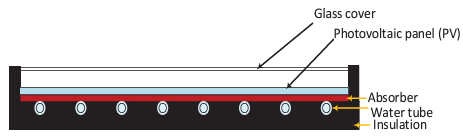 Glass cover
Photovoltaic panel (PV)
Absorber
Water tube
Insulation